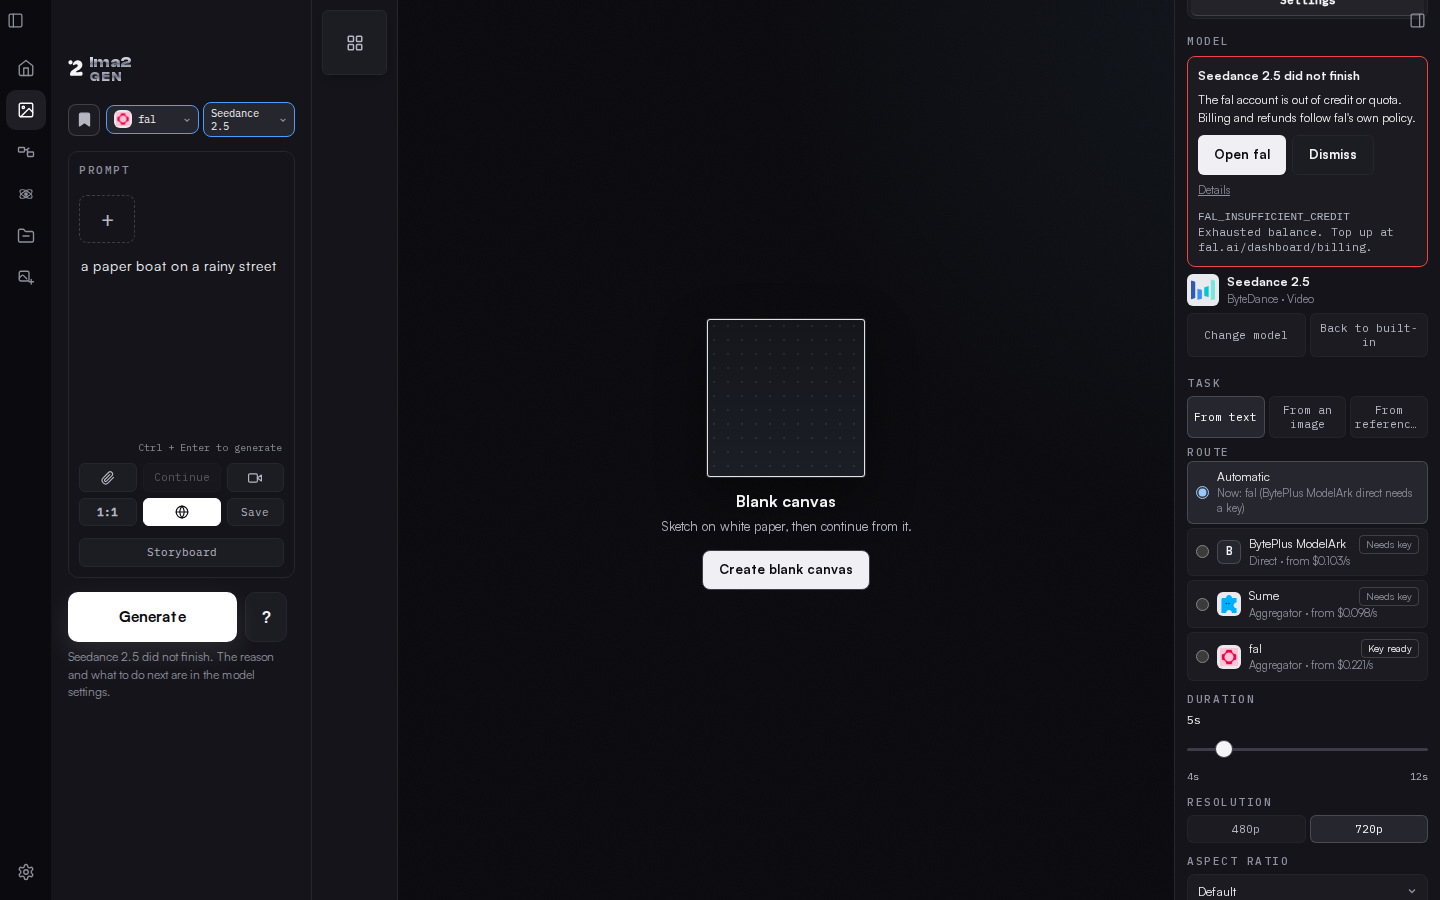 Ima2
GEN
fal
Seedance
2.5
PROMPT
+
a paper boat on a rainy street
Ctrl + Enter to generate
Continue
1:1
Save
Storyboard
Generate
?
Seedance 2.5 did not finish. The reason
and what to do next are in the model
settings.
Blank canvas
Sketch on white paper, then continue from it.
Create blank canvas
Settings
MODEL
Seedance 2.5 did not finish
The fal account is out of credit or quota.
Billing and refunds follow fal's own policy.
Open fal
Dismiss
Details
FAL_INSUFFICIENT_CREDIT
Exhausted balance. Top up at
fal.ai/dashboard/billing.
Seedance 2.5
ByteDance · Video
Change model
Back to built-
in
TASK
From text
From an
image
From
referenc…
ROUTE
Automatic
Now: fal (BytePlus ModelArk direct needs
a key)
B
BytePlus ModelArk
Needs key
Direct · from $0.103/s
Sume
Needs key
Aggregator · from $0.098/s
fal
Key ready
Aggregator · from $0.221/s
DURATION
5s
4s
12s
RESOLUTION
480p
720p
ASPECT RATIO
Default